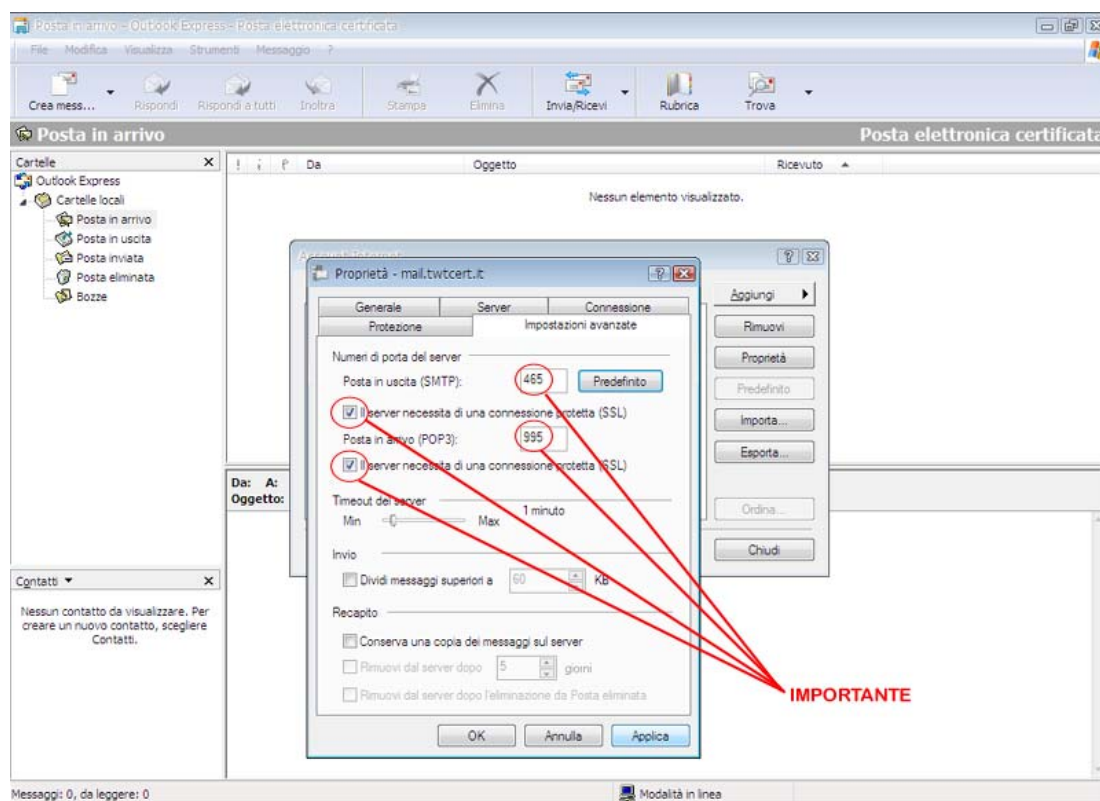 Posta in arrivo - Outlook Express - Posta elettronica certificata
File Modifica Visualizza Strumenti Messaggio ?
Crea mess... Rispondi Rispondi a tutti Inoltra Stampa Elimina Invia/Ricevi Rubrica Trova
Posta in arrivo Posta elettronica certificata
Cartelle
! Da Oggetto Ricevuto
Outlook Express
Nessun elemento visualizzato.
Cartelle locali
Posta in arrivo
Posta in uscita
Posta inviata
Posta eliminata
Bozze
Account Internet
Proprietà - mail.twtcert.it
Generale Server Connessione
Protezione Impostazioni avanzate
Numeri di porta del server
Posta in uscita (SMTP): 465 Predefinito
Il server necessita di una connessione protetta (SSL)
Posta in arrivo (POP3): 995
Il server necessita di una connessione protetta (SSL)
Timeout del server
Min Max 1 minuto
Invio
Dividi messaggi superiori a 60 KB
Recapito
Conserva una copia dei messaggi sul server
Rimuovi dal server dopo 5 giorni
Rimuovi dal server dopo l'eliminazione da Posta eliminata
OK Annulla Applica
Aggiungi
Rimuovi
Proprietà
Predefinito
Importa...
Esporta...
Ordina...
Chiudi
Da: A:
Oggetto:
Contatti
Nessun contatto da visualizzare. Per
creare un nuovo contatto, scegliere
Contatti.
IMPORTANTE
Messaggi: 0, da leggere: 0 Modalità in linea